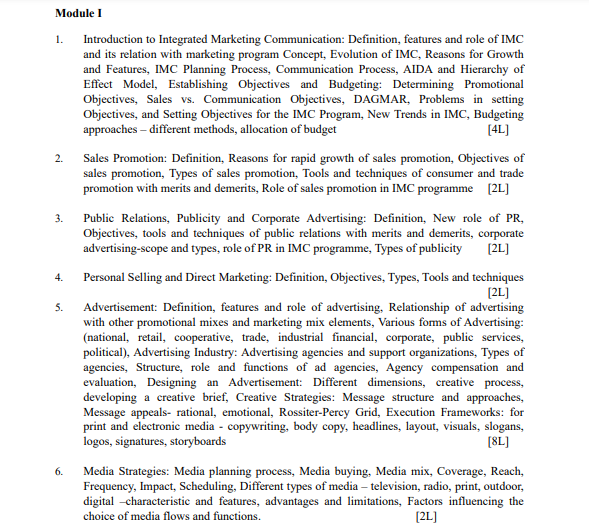 Module I
1. Introduction to Integrated Marketing Communication: Definition, features and role of IMC
and its relation with marketing program Concept, Evolution of IMC, Reasons for Growth
and Features, IMC Planning Process, Communication Process, AIDA and Hierarchy of
Effect Model, Establishing Objectives and Budgeting: Determining Promotional
Objectives, Sales vs. Communication Objectives, DAGMAR, Problems in setting
Objectives, and Setting Objectives for the IMC Program, New Trends in IMC, Budgeting
approaches – different methods, allocation of budget [4L]
2. Sales Promotion: Definition, Reasons for rapid growth of sales promotion, Objectives of
sales promotion, Types of sales promotion, Tools and techniques of consumer and trade
promotion with merits and demerits, Role of sales promotion in IMC programme [2L]
3. Public Relations, Publicity and Corporate Advertising: Definition, New role of PR,
Objectives, tools and techniques of public relations with merits and demerits, corporate
advertising-scope and types, role of PR in IMC programme, Types of publicity [2L]
4. Personal Selling and Direct Marketing: Definition, Objectives, Types, Tools and techniques
[2L]
5. Advertisement: Definition, features and role of advertising, Relationship of advertising
with other promotional mixes and marketing mix elements, Various forms of Advertising:
(national, retail, cooperative, trade, industrial financial, corporate, public services,
political), Advertising Industry: Advertising agencies and support organizations, Types of
agencies, Structure, role and functions of ad agencies, Agency compensation and
evaluation, Designing an Advertisement: Different dimensions, creative process,
developing a creative brief, Creative Strategies: Message structure and approaches,
Message appeals- rational, emotional, Rossiter-Percy Grid, Execution Frameworks: for
print and electronic media - copywriting, body copy, headlines, layout, visuals, slogans,
logos, signatures, storyboards [8L]
6. Media Strategies: Media planning process, Media buying, Media mix, Coverage, Reach,
Frequency, Impact, Scheduling, Different types of media – television, radio, print, outdoor,
digital –characteristic and features, advantages and limitations, Factors influencing the
choice of media flows and functions. [2L]